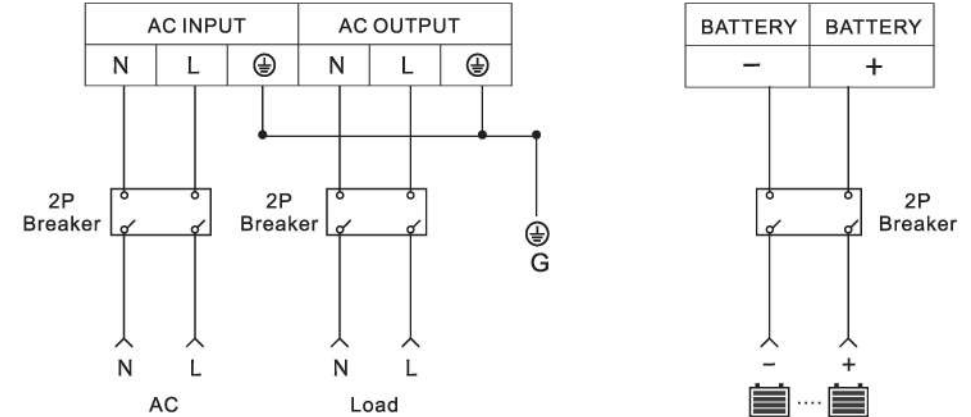 AC INPUT AC OUTPUT
N L N L
BATTERY BATTERY
− +
2P
Breaker
2P
Breaker
G
2P
Breaker
N L
AC
N L
Load
− +